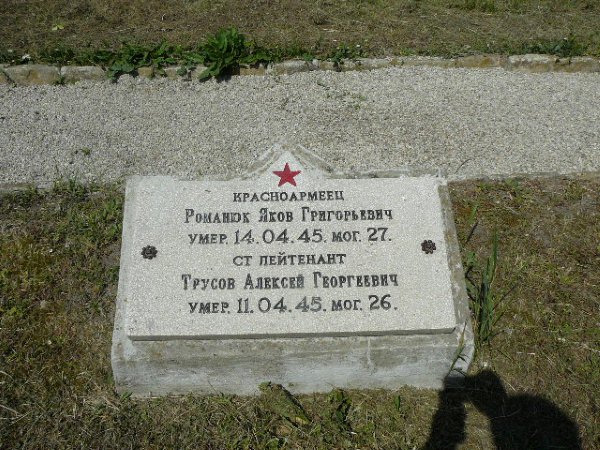 КРАСНОАРМЕЕЦ
РОМАНЮК ЯКОВ ГРИГОРЬЕВИЧ
УМЕР. 14.04.45. МОГ. 27.
СТ ЛЕЙТЕНАНТ
ТРУСОВ АЛЕКСЕЙ ГЕОРГЕЕВИЧ
УМЕР. 11.04.45. МОГ. 26.